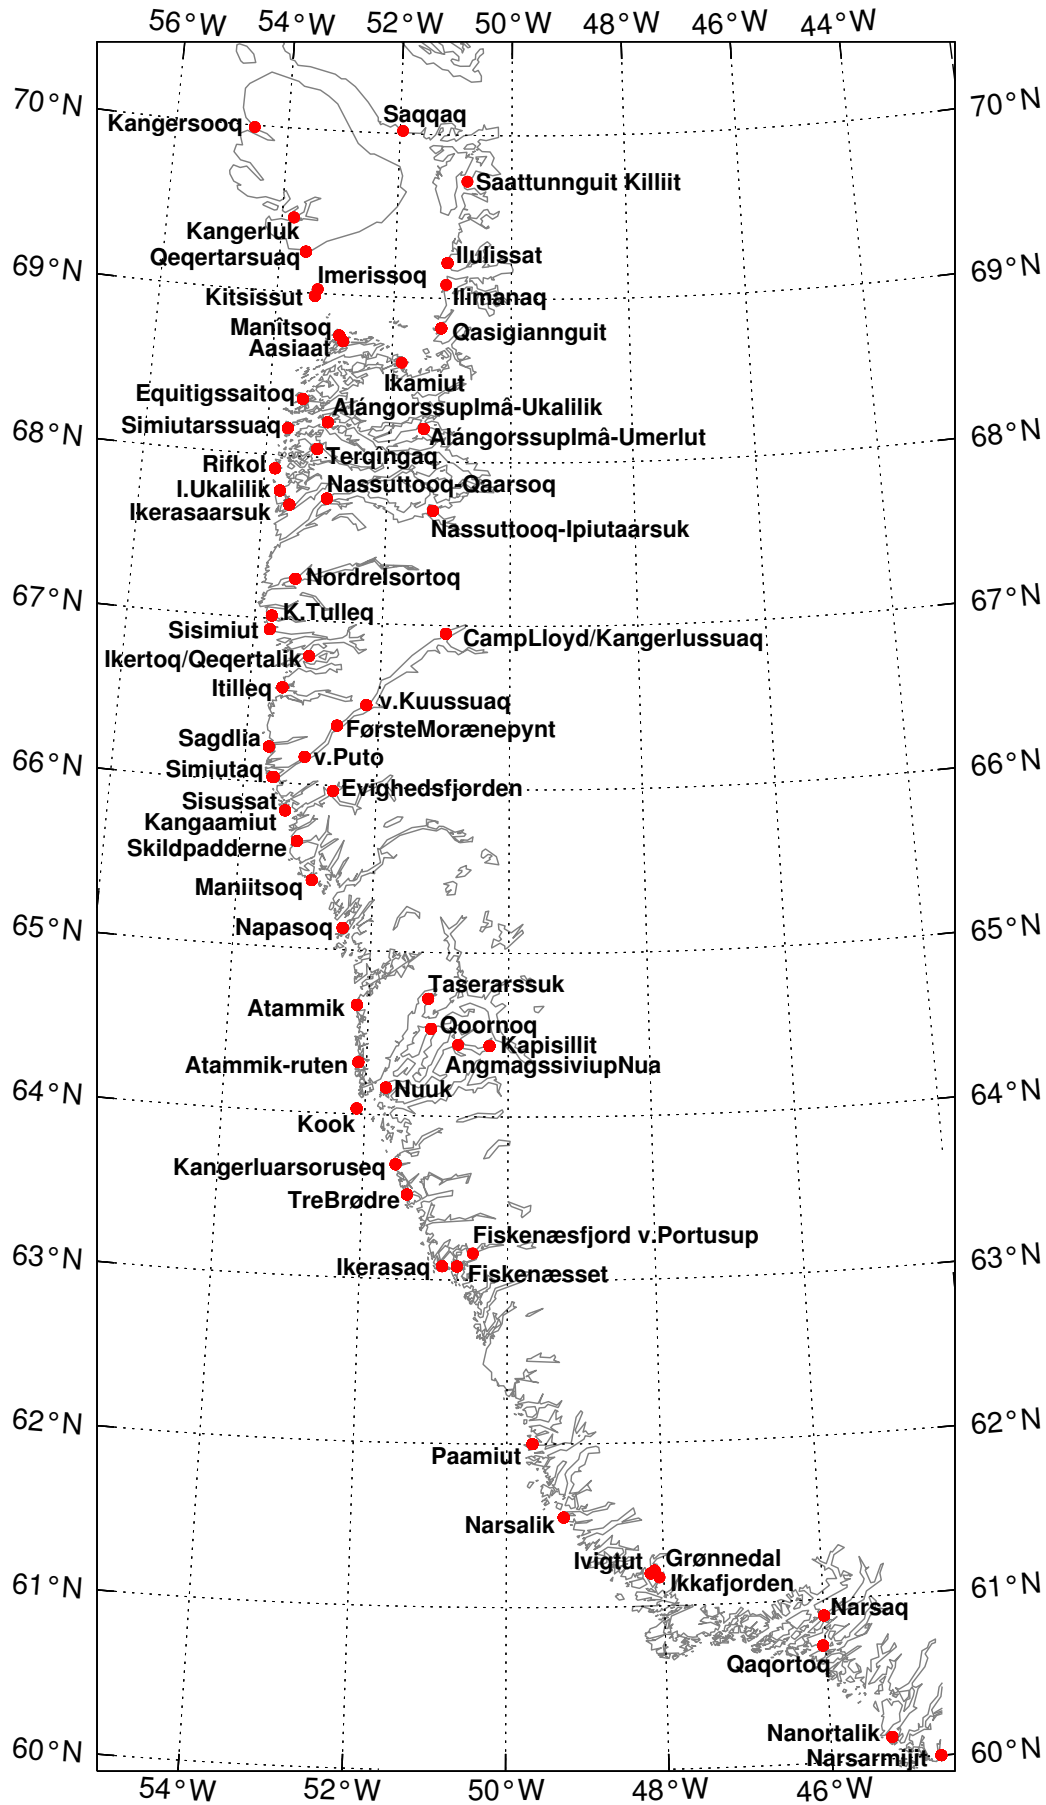 56°W 54°W 52°W 50°W 48°W 46°W 44°W
70°N 70°N
Saqqaq
Kangersooq
Saattunnguit Killiit
Kangerluk
Ilulissat
Qeqertarsuaq
69°N 69°N
Imerissoq
Kitsissut
Ilimanaq
Manîtsoq
Qasigiannguit
Aasiaat
Ikamiut
Equitigssaitoq
AlángorssupImâ-Ukalilik
Simiutarssuaq
68°N 68°N
AlángorssupImâ-Umerlut
Terqîngaq
Rifkol
Nassuttooq-Qaarsoq
I.Ukalilik
Ikerasaarsuk
Nassuttooq-Ipiutaarsuk
NordreIsortoq
67°N 67°N
K.Tulleq
Sisimiut
CampLloyd/Kangerlussuaq
Ikertoq/Qeqertalik
Itilleq
v.Kuussuaq
FørsteMorænepynt
Sagdlia
v.Puto
66°N 66°N
Simiutaq
Evighedsfjorden
Sisussat
Kangaamiut
Skildpadderne
Maniitsoq
Napasoq
65°N 65°N
Taserarssuk
Atammik
Qoornoq
Kapisillit
Atammik-ruten
AngmagssiviupNua
Nuuk
64°N 64°N
Kook
Kangerluarsoruseq
TreBrødre
Fiskenæsfjord v.Portusup
63°N 63°N
Ikerasaq
Fiskenæsset
62°N 62°N
Paamiut
Narsalik
Grønnedal
Ivigtut
Ikkafjorden
61°N 61°N
Narsaq
Qaqortoq
Nanortalik
60°N 60°N
Narsarmijit
54°W 52°W 50°W 48°W 46°W